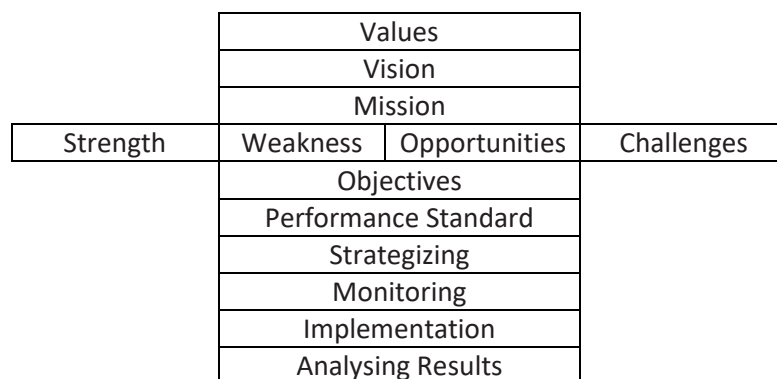 Values
Vision
Mission
Strength Weakness Opportunities Challenges
Objectives
Performance Standard
Strategizing
Monitoring
Implementation
Analysing Results